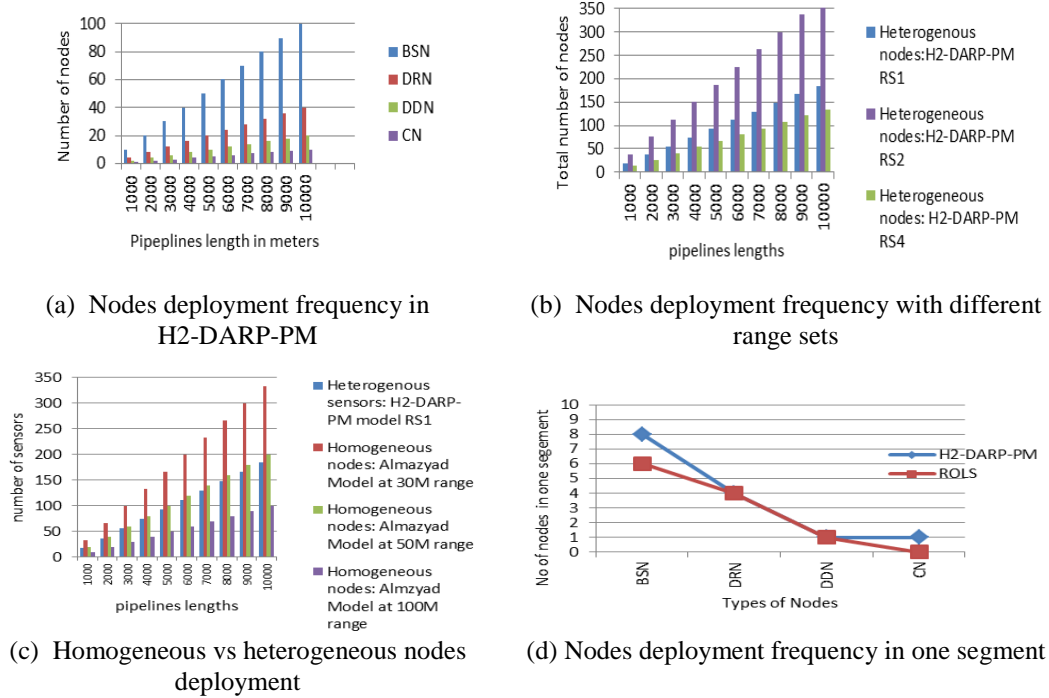 100
80
60
40
20
0
Number of nodes
1000
2000
3000
4000
5000
6000
7000
8000
9000
10000
Pipeplines length in meters
BSN
DRN
DDN
CN
(a) Nodes deployment frequency in
H2-DARP-PM
350
300
250
200
150
100
50
0
Total number of nodes
1000
2000
3000
4000
5000
6000
7000
8000
9000
10000
pipelines lengths
Heterogenous
nodes:H2-DARP-PM
RS1
Heterogenous
nodes:H2-DARP-PM
RS2
Heterogeneous
nodes: H2-DARP-PM
RS4
(b) Nodes deployment frequency with different
range sets
350
300
250
200
150
100
50
0
number of sensors
1000
2000
3000
4000
5000
6000
7000
8000
9000
10000
pipelines lengths
Heterogenous
sensors: H2-DARP-
PM model RS1
Homogeneous
nodes: Almazyad
Model at 30M range
Homogeneous
nodes: Almazyad
Model at 50M range
Homogeneous
nodes: Almzyad
Model at 100M
range
(c) Homogeneous vs heterogeneous nodes
deployment
10
9
8
7
6
5
4
3
2
1
0
No of nodes in one segement
BSN
DRN
DDN
CN
Types of Nodes
H2-DARP-PM
ROLS
(d) Nodes deployment frequency in one segment